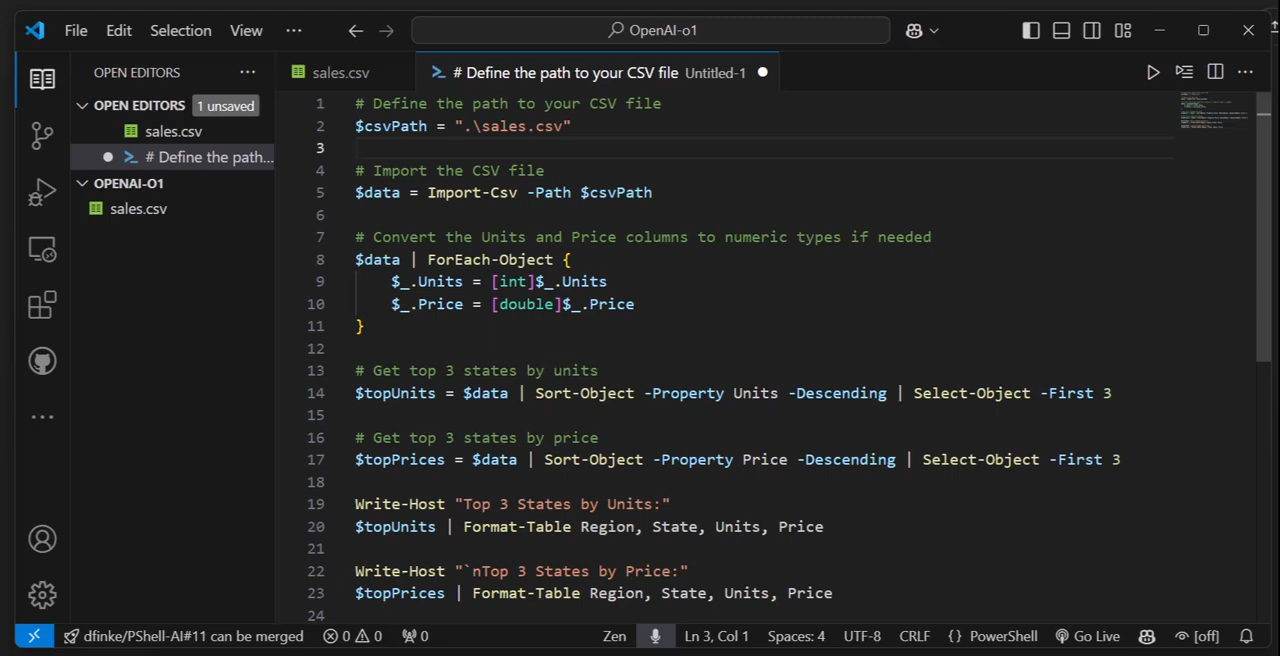 File Edit Selection View ··· OpenAI-o1
OPEN EDITORS ···
sales.csv
# Define the path to your CSV file Untitled-1
OPEN EDITORS 1 unsaved
sales.csv
# Define the path...
OPENAI-O1
sales.csv
1 # Define the path to your CSV file
2 $csvPath = ".\sales.csv"
3
4 # Import the CSV file
5 $data = Import-Csv -Path $csvPath
6
7 # Convert the Units and Price columns to numeric types if needed
8 $data | ForEach-Object {
9 $_.Units = [int]$_.Units
10 $_.Price = [double]$_.Price
11 }
12
13 # Get top 3 states by units
14 $topUnits = $data | Sort-Object -Property Units -Descending | Select-Object -First 3
15
16 # Get top 3 states by price
17 $topPrices = $data | Sort-Object -Property Price -Descending | Select-Object -First 3
18
19 Write-Host "Top 3 States by Units:"
20 $topUnits | Format-Table Region, State, Units, Price
21
22 Write-Host "`nTop 3 States by Price:"
23 $topPrices | Format-Table Region, State, Units, Price
24
dfinke/PShell-AI#11 can be merged 0 0 0 Zen Ln 3, Col 1 Spaces: 4 UTF-8 CRLF {} PowerShell Go Live [off]